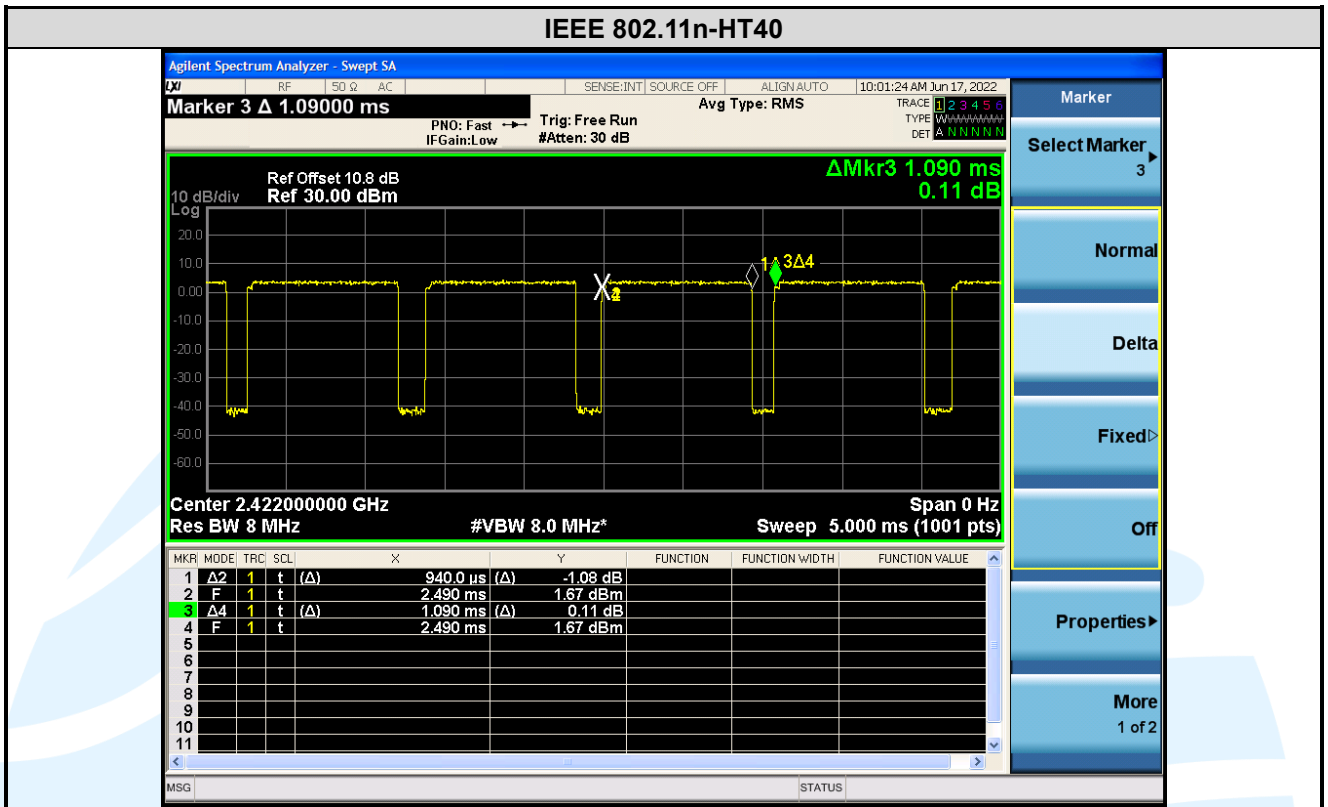 IEEE 802.11n-HT40
Agilent Spectrum Analyzer - Swept SA
LXI RF 50 Ω AC SENSE:INT SOURCE OFF ALIGN AUTO 10:01:24 AM Jun 17, 2022
Marker 3 Δ 1.09000 ms
PNO: Fast
IFGain:Low
Trig: Free Run
#Atten: 30 dB
Avg Type: RMS
TRACE 1 2 3 4 5 6
TYPE WWWWWW
DET A N N N N N
ΔMkr3 1.090 ms
0.11 dB
Ref Offset 10.8 dB
10 dB/div Ref 30.00 dBm
Log
20.0
10.0
0.00
-10.0
-20.0
-30.0
-40.0
-50.0
-60.0
3Δ4
Center 2.422000000 GHz Span 0 Hz
Res BW 8 MHz #VBW 8.0 MHz* Sweep 5.000 ms (1001 pts)
MKR MODE TRC SCL X Y FUNCTION FUNCTION WIDTH FUNCTION VALUE
1 Δ2 1 t (Δ) 940.0 µs (Δ) -1.08 dB
2 F 1 t 2.490 ms 1.67 dBm
3 Δ4 1 t (Δ) 1.090 ms (Δ) 0.11 dB
4 F 1 t 2.490 ms 1.67 dBm
5
6
7
8
9
10
11
MSG STATUS
Marker
Select Marker
3
Normal
Delta
Fixed
Off
Properties
More
1 of 2